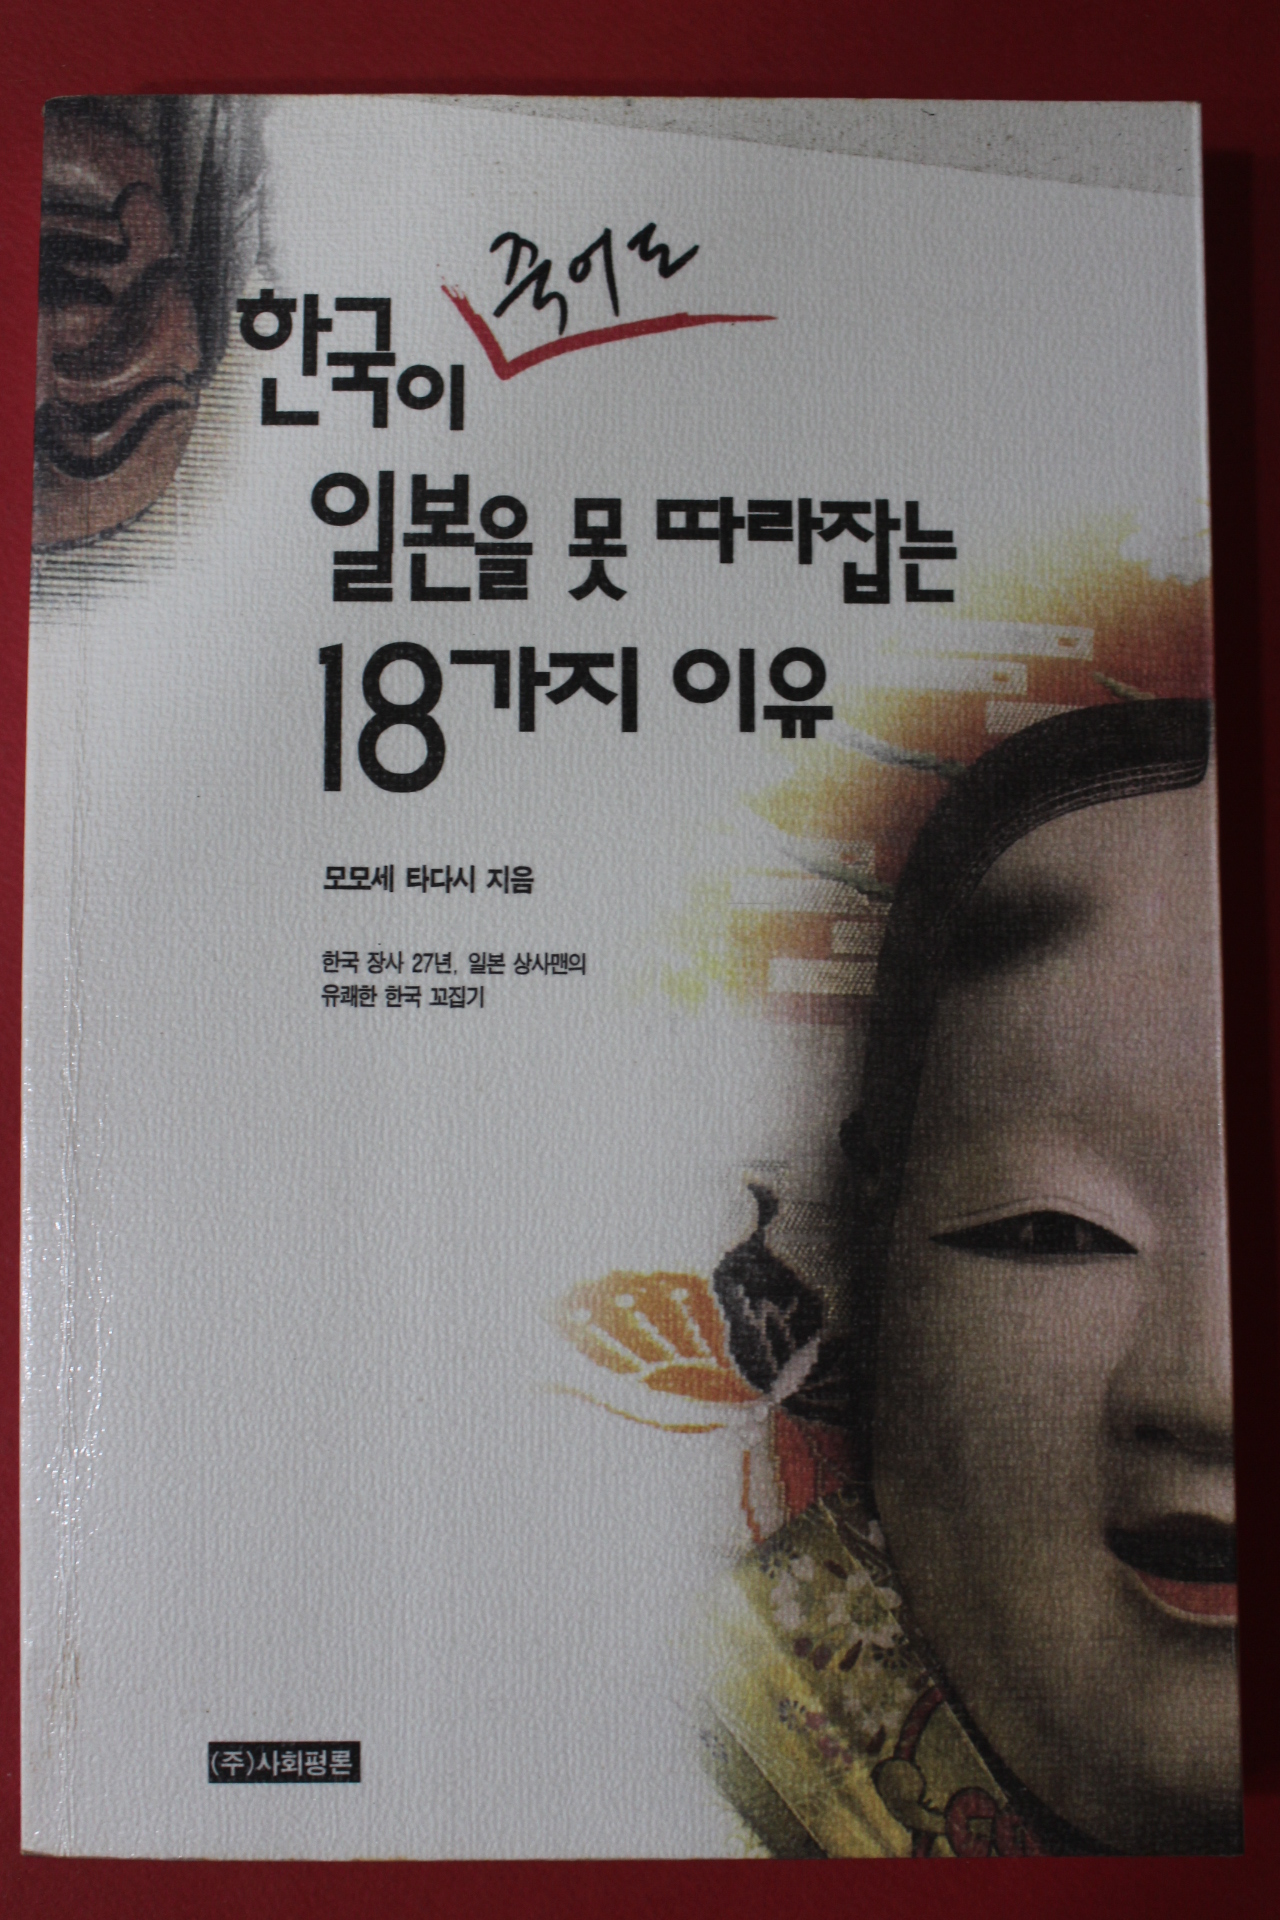 한국이 죽어도
일본을 못 따라잡는
18가지 이유
모모세 타다시 지음
한국 장사 27년, 일본 상사맨의
유쾌한 한국 꼬집기
(주)사회평론